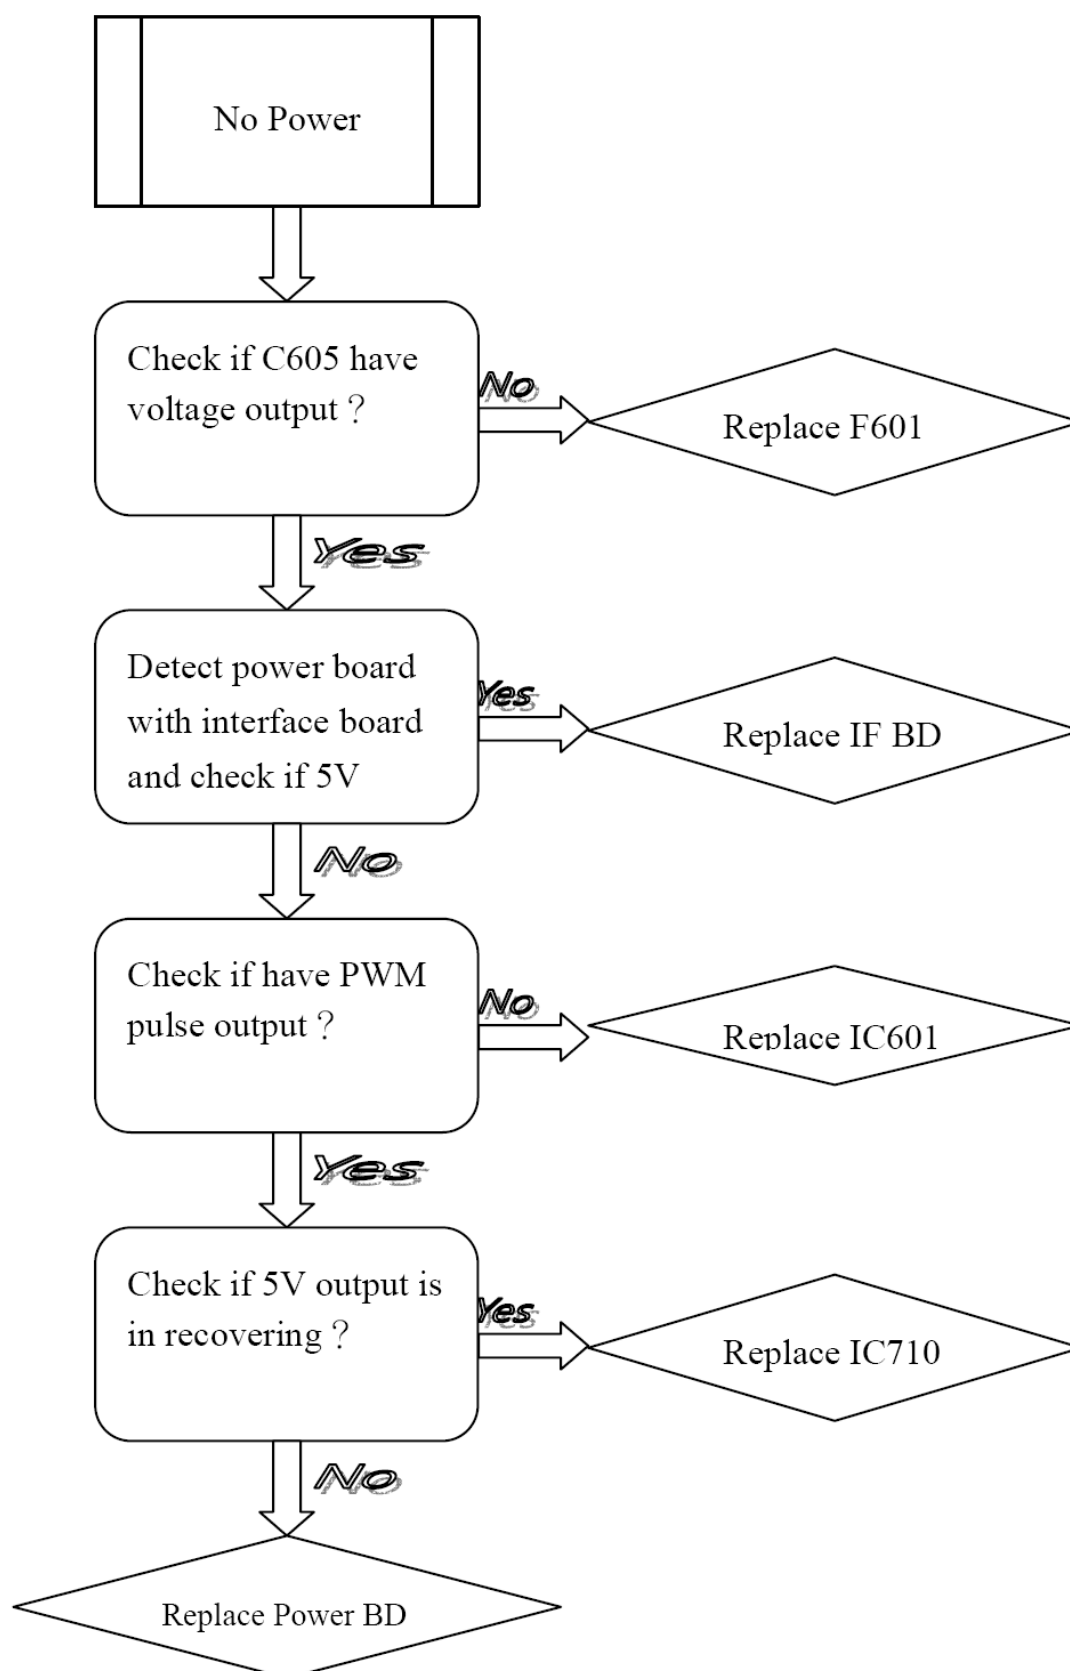 No Power
Check if C605 have
voltage output？
No
Replace F601
Yes
Detect power board
with interface board
and check if 5V
Yes
Replace IF BD
No
Check if have PWM
pulse output？
No
Replace IC601
Yes
Check if 5V output is
in recovering？
Yes
Replace IC710
No
Replace Power BD